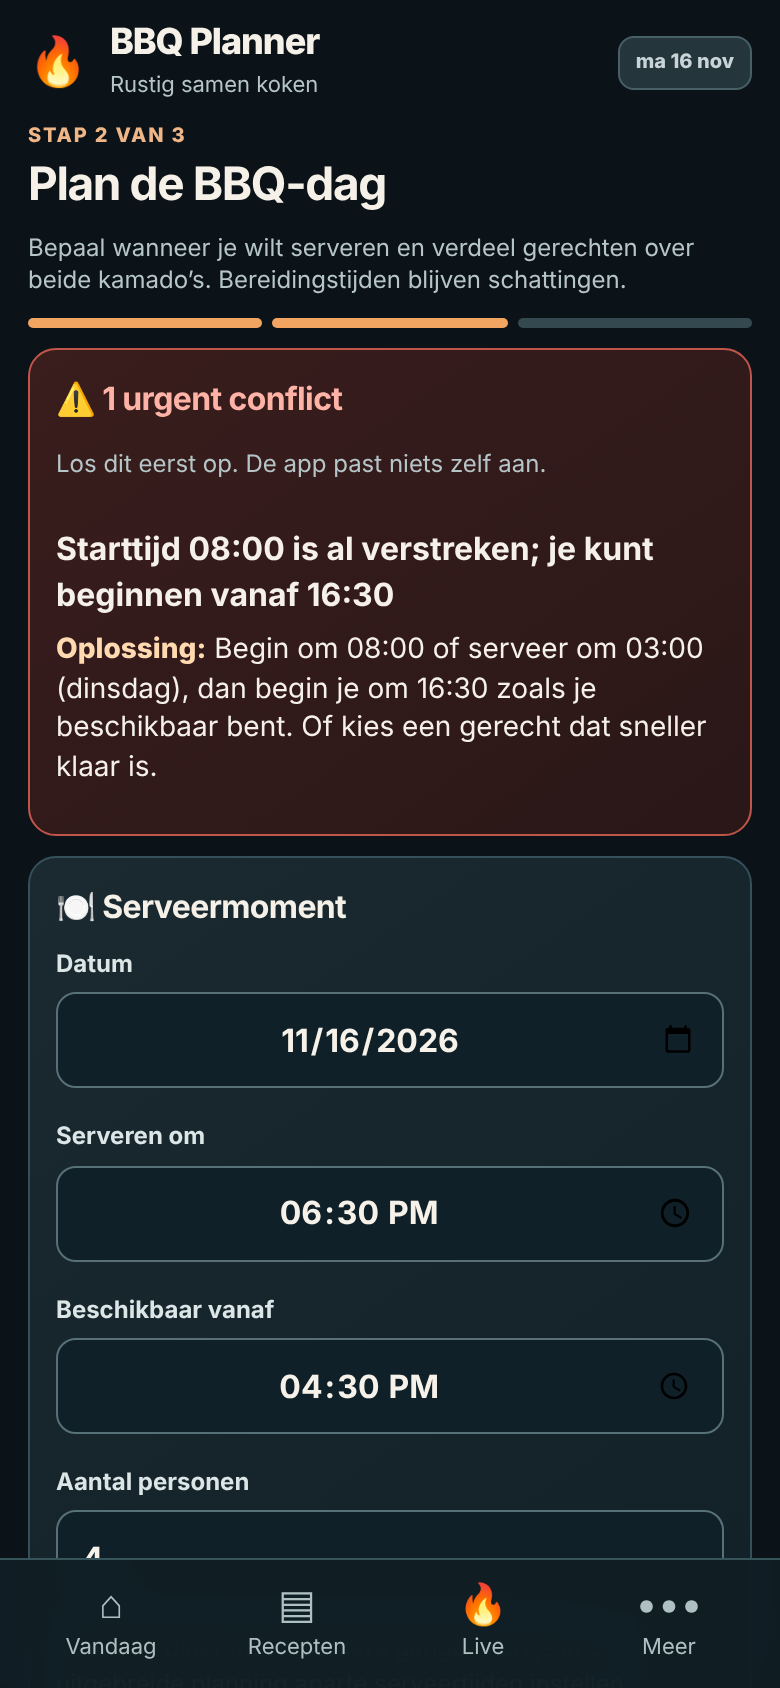 BBQ Planner
Rustig samen koken
ma 16 nov
STAP 2 VAN 3
Plan de BBQ-dag
Bepaal wanneer je wilt serveren en verdeel gerechten over
beide kamado’s. Bereidingstijden blijven schattingen.
1 urgent conflict
Los dit eerst op. De app past niets zelf aan.
Starttijd 08:00 is al verstreken; je kunt
beginnen vanaf 16:30
Oplossing: Begin om 08:00 of serveer om 03:00
(dinsdag), dan begin je om 16:30 zoals je
beschikbaar bent. Of kies een gerecht dat sneller
klaar is.
Serveermoment
Datum
11/16/2026
Serveren om
06:30 PM
Beschikbaar vanaf
04:30 PM
Aantal personen
4
Vandaag
Recepten
Live
Meer